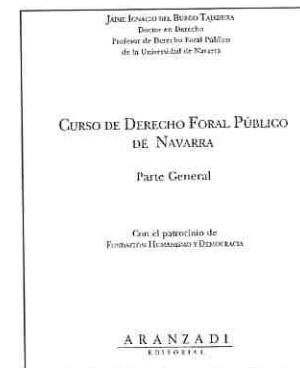 JAIME IGNACIO DEL BURGO TAJADURA
Doctor en Derecho
Profesor de Derecho Foral Público
de la Universidad de Navarra
CURSO DE DERECHO FORAL PÚBLICO
DE NAVARRA
Parte General
Con el patrocinio de
FUNDACIÓN HUMANISMO Y DEMOCRACIA
ARANZADI
EDITORIAL